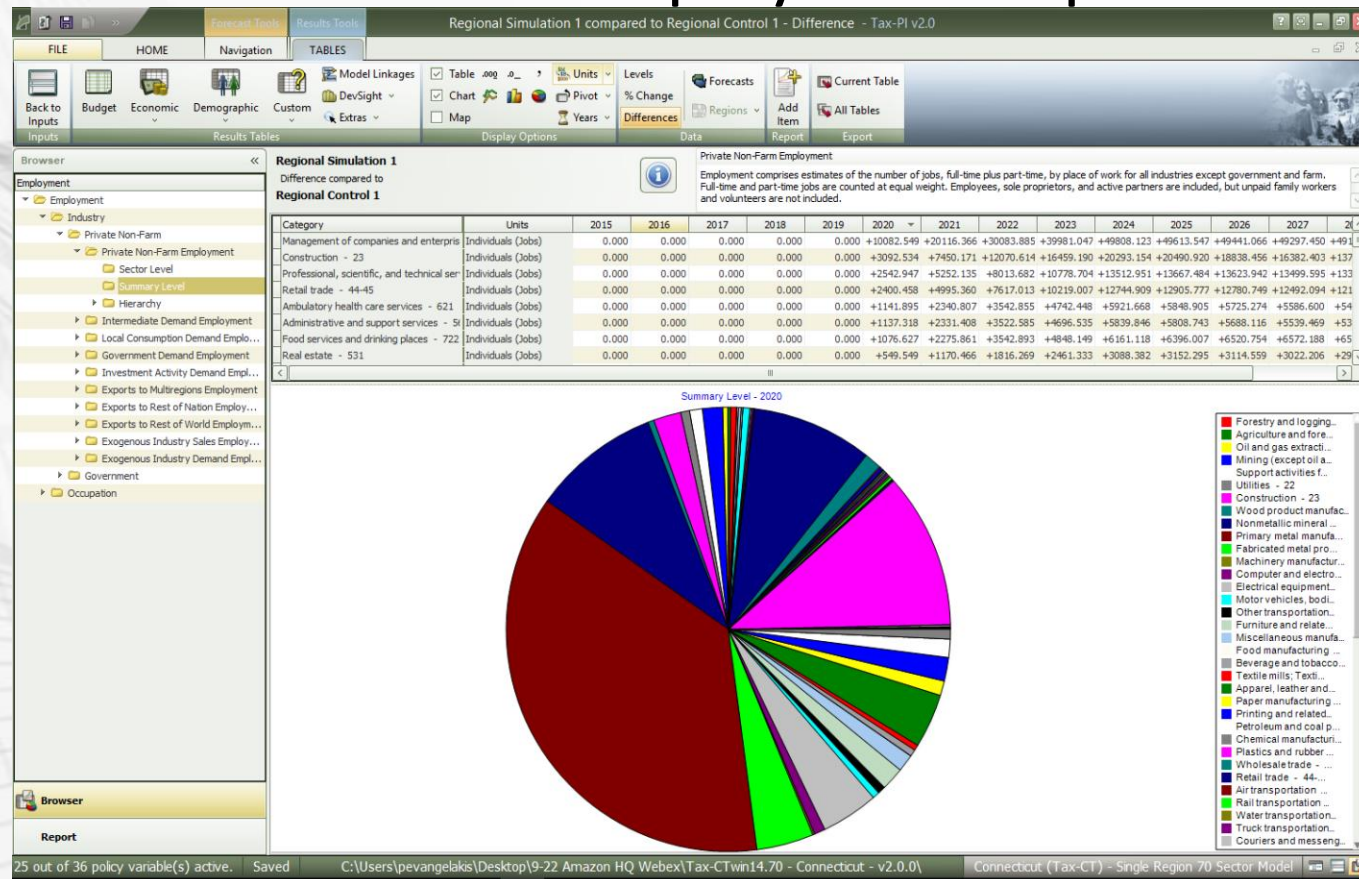 Regional Simulation 1 compared to Regional Control 1 - Difference - Tax-PI v2.0
Forecast Tools Results Tools
FILE HOME Navigation TABLES
Back to Inputs
Budget
Economic
Demographic
Custom
Model Linkages
DevSight
Extras
Table
Chart
Map
Units
Pivot
Years
Levels
% Change
Differences
Forecasts
Regions
Add Item
Current Table
All Tables
Inputs Results Tables Display Options Data Report Export
Browser
Employment
Employment
Industry
Private Non-Farm
Private Non-Farm Employment
Sector Level
Summary Level
Hierarchy
Intermediate Demand Employment
Local Consumption Demand Emplo...
Government Demand Employment
Investment Activity Demand Empl...
Exports to Multiregions Employment
Exports to Rest of Nation Employ...
Exports to Rest of World Employm...
Exogenous Industry Sales Employ...
Exogenous Industry Demand Empl...
Government
Occupation
Browser
Report
Regional Simulation 1
Difference compared to
Regional Control 1
Private Non-Farm Employment
Employment comprises estimates of the number of jobs, full-time plus part-time, by place of work for all industries except government and farm.
Full-time and part-time jobs are counted at equal weight. Employees, sole proprietors, and active partners are included, but unpaid family workers
and volunteers are not included.
Category Units 2015 2016 2017 2018 2019 2020 2021 2022 2023 2024 2025 2026 2027 2
Management of companies and enterpris Individuals (Jobs) 0.000 0.000 0.000 0.000 0.000 +10082.549 +20116.366 +30083.885 +39981.047 +49808.123 +49613.547 +49441.066 +49297.450 +491
Construction - 23 Individuals (Jobs) 0.000 0.000 0.000 0.000 0.000 +3092.534 +7450.171 +12070.614 +16459.190 +20293.154 +20490.920 +18838.456 +16382.403 +137
Professional, scientific, and technical ser Individuals (Jobs) 0.000 0.000 0.000 0.000 0.000 +2542.947 +5252.135 +8013.682 +10778.704 +13512.951 +13667.484 +13623.942 +13499.595 +133
Retail trade - 44-45 Individuals (Jobs) 0.000 0.000 0.000 0.000 0.000 +2400.458 +4995.360 +7617.013 +10219.007 +12744.909 +12905.777 +12780.749 +12492.094 +121
Ambulatory health care services - 621 Individuals (Jobs) 0.000 0.000 0.000 0.000 0.000 +1141.895 +2340.807 +3542.855 +4742.448 +5921.668 +5848.905 +5725.274 +5586.600 +54
Administrative and support services - 5 Individuals (Jobs) 0.000 0.000 0.000 0.000 0.000 +1137.318 +2331.408 +3522.585 +4696.535 +5839.846 +5808.743 +5688.116 +5539.469 +53
Food services and drinking places - 722 Individuals (Jobs) 0.000 0.000 0.000 0.000 0.000 +1076.627 +2275.861 +3542.893 +4848.149 +6161.118 +6396.007 +6520.754 +6572.188 +65
Real estate - 531 Individuals (Jobs) 0.000 0.000 0.000 0.000 0.000 +549.549 +1170.466 +1816.269 +2461.333 +3088.382 +3152.295 +3114.559 +3022.206 +29
Summary Level - 2020
Forestry and logging...
Agriculture and fore...
Oil and gas extracti...
Mining (except oil a...
Support activities f...
Utilities - 22
Construction - 23
Wood product manufac...
Nonmetallic mineral ...
Primary metal manufa...
Fabricated metal pro...
Machinery manufactur...
Computer and electro...
Electrical equipment...
Motor vehicles, bodi...
Other transportation...
Furniture and relate...
Miscellaneous manufa...
Food manufacturing ...
Beverage and tobacco...
Textile mills; Texti...
Apparel, leather and...
Paper manufacturing ...
Printing and related...
Petroleum and coal p...
Chemical manufacturi...
Plastics and rubber ...
Wholesale trade - ...
Retail trade - 44-...
Air transportation ...
Rail transportation ...
Water transportation...
Truck transportation...
Couriers and messeng...
25 out of 36 policy variable(s) active. Saved C:\Users\pevangelakis\Desktop\9-22 Amazon HQ Webex\Tax-CTwin14.70 - Connecticut - v2.0.0\ Connecticut (Tax-CT) - Single Region 70 Sector Model